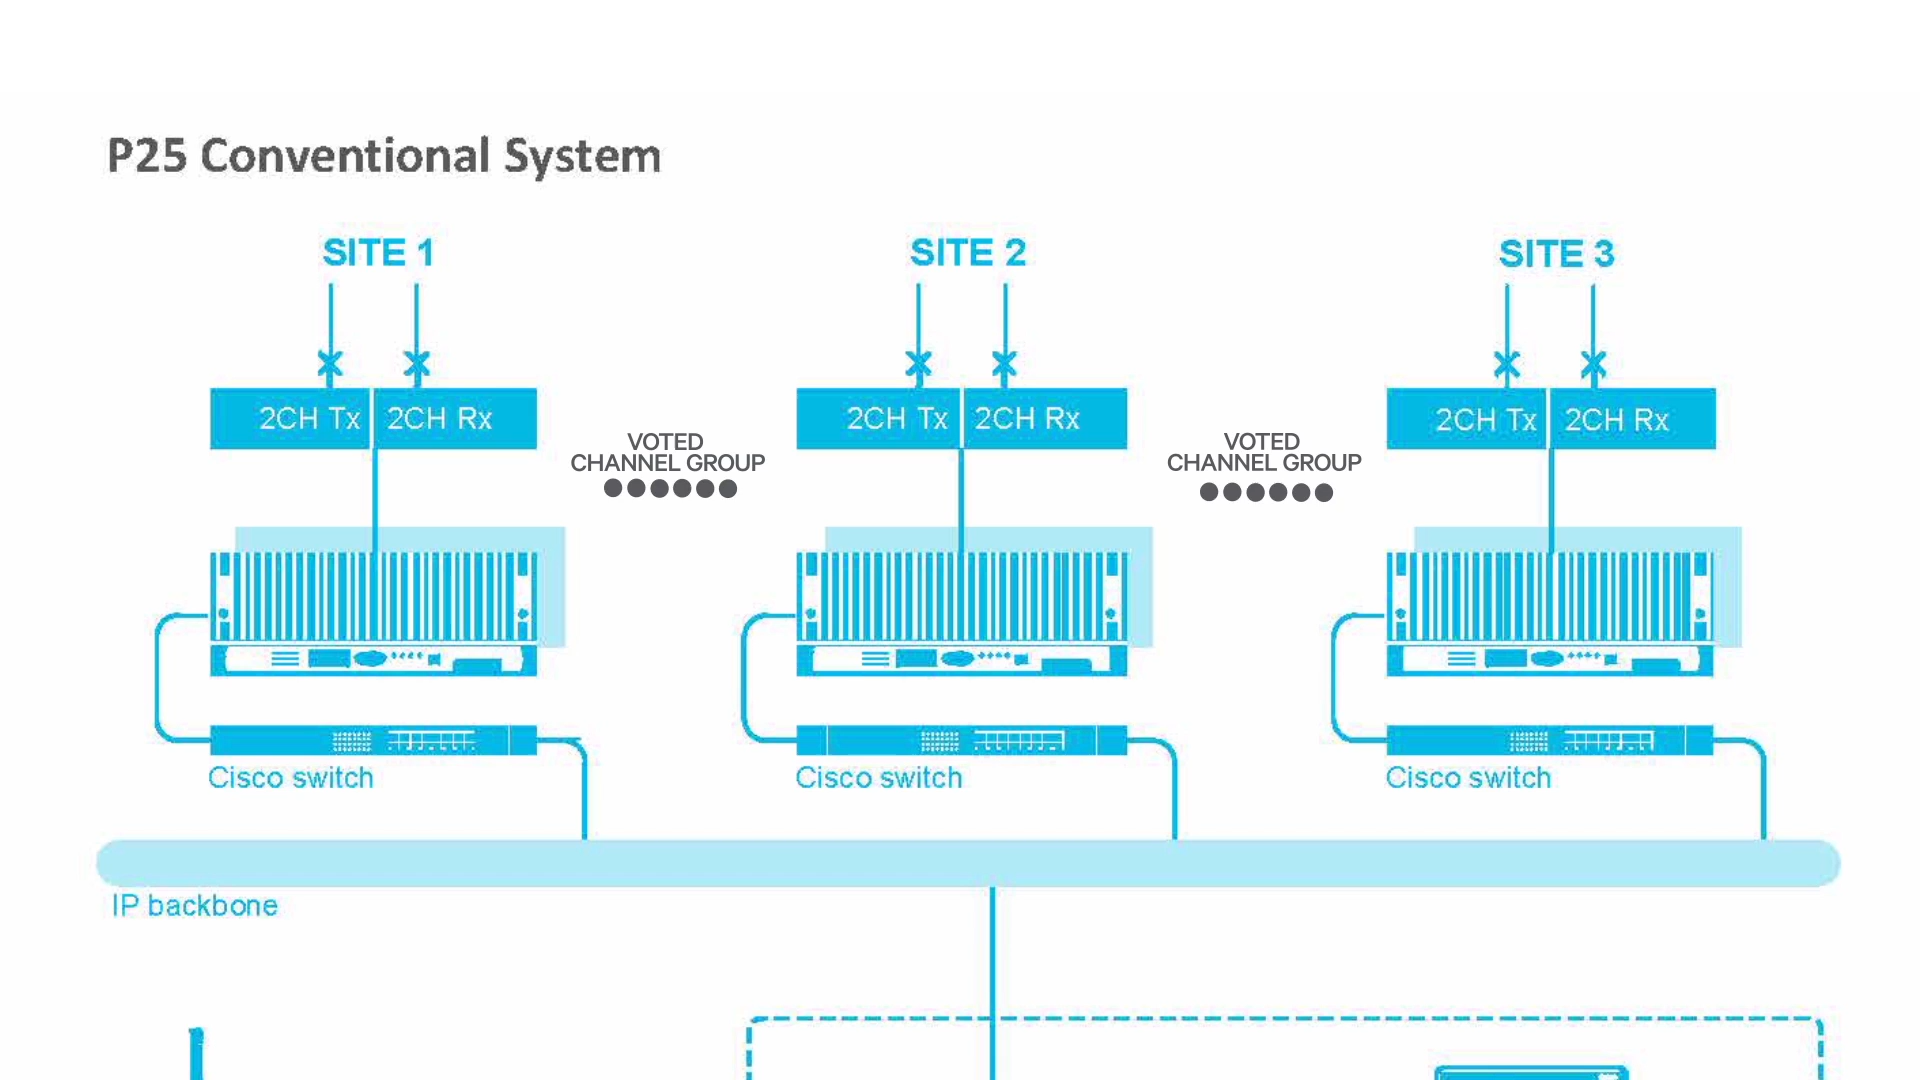 P25 Conventional System
SITE 1
SITE 2
SITE 3
2CH Tx
2CH Rx
2CH Tx
2CH Rx
2CH Tx
2CH Rx
VOTED
CHANNEL GROUP
VOTED
CHANNEL GROUP
Cisco switch
Cisco switch
Cisco switch
IP backbone